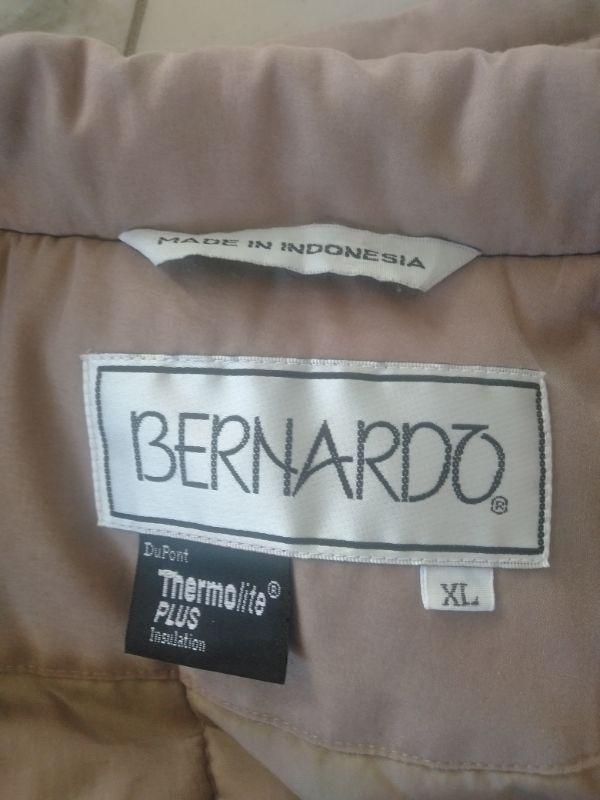 MADE IN INDONESIA
BERNARDO®
DuPont
Thermolite®
PLUS
Insulation
XL